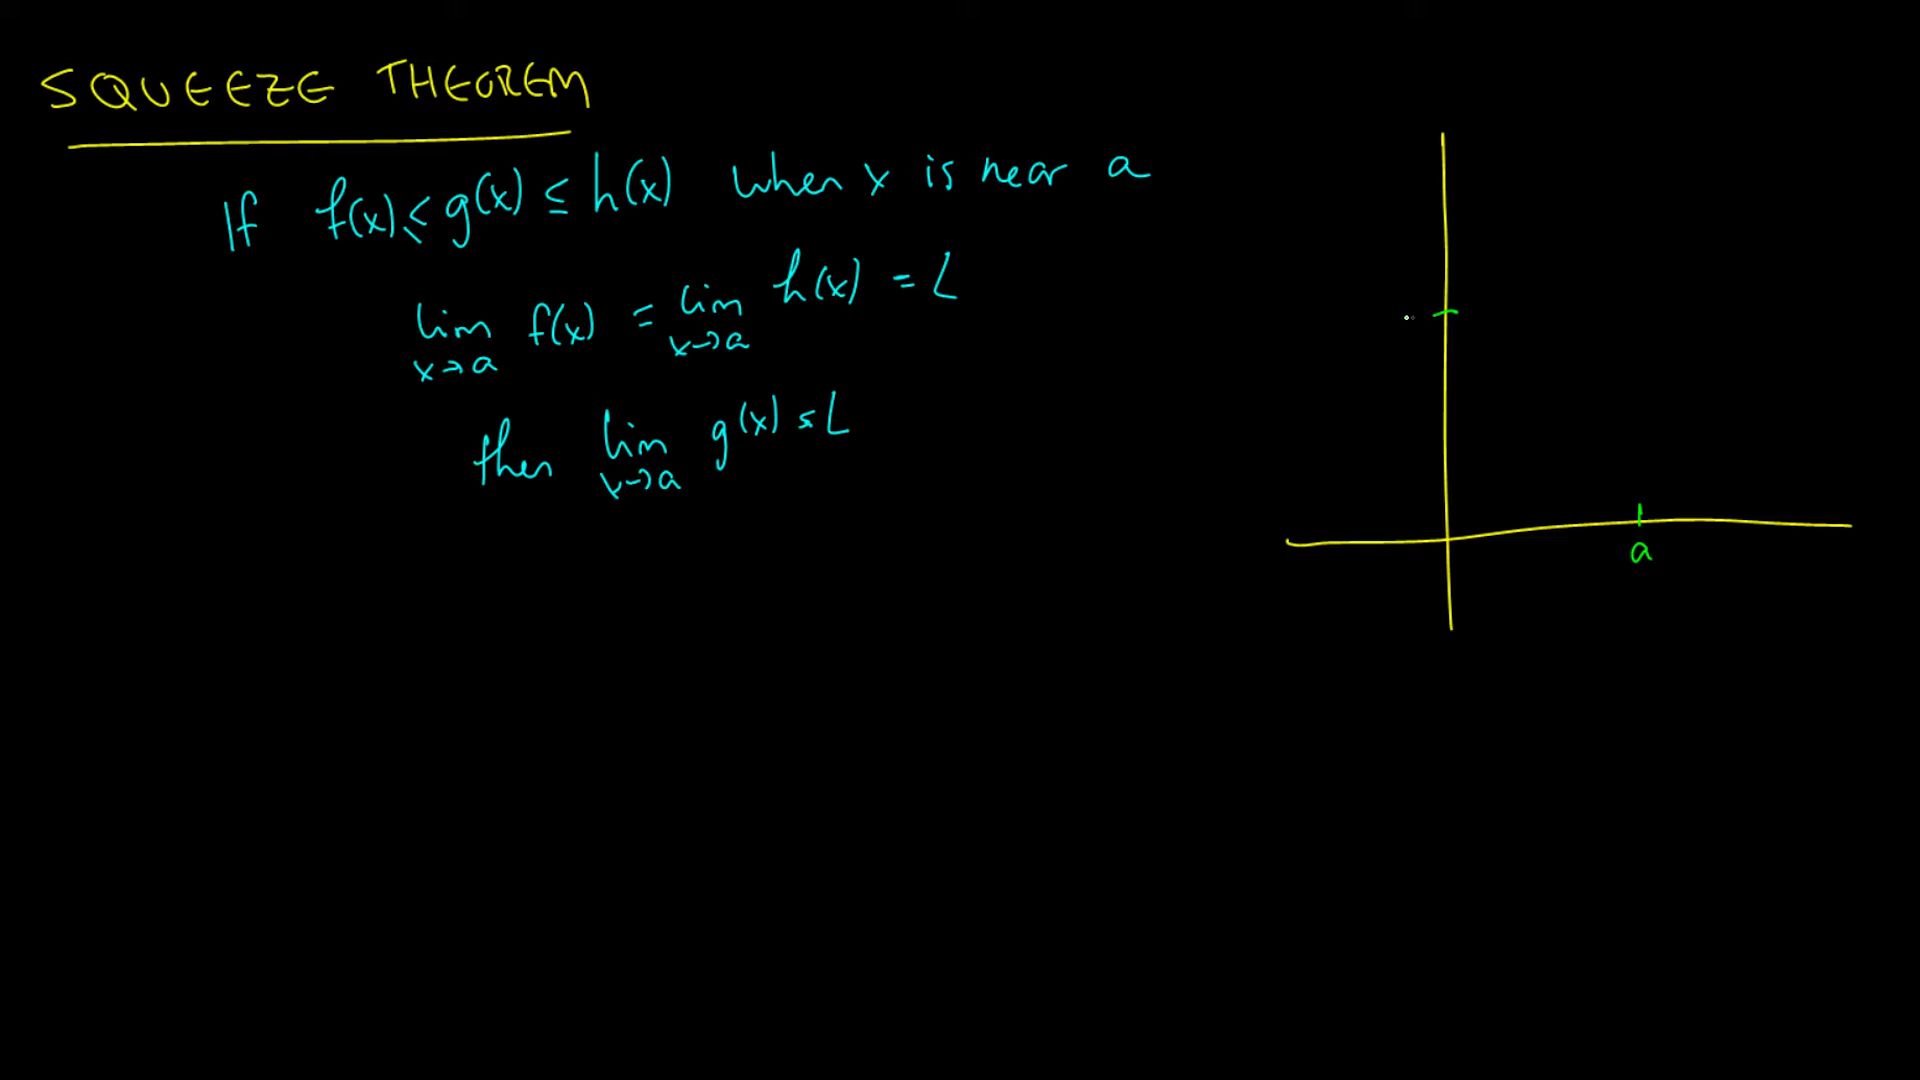 SQUEEZE THEOREM
If f(x) ≤ g(x) ≤ h(x) when x is near a
lim x→a f(x) = lim x→a h(x) = L
then lim x→a g(x) = L
a